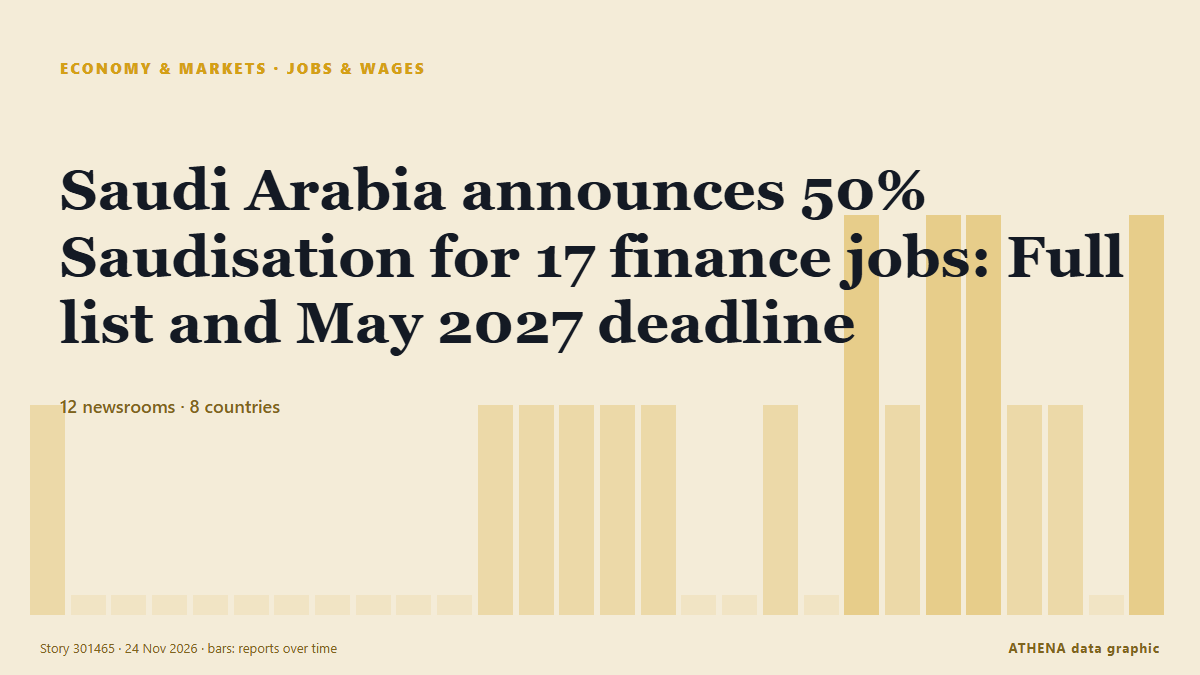 ECONOMY & MARKETS · JOBS & WAGES
Saudi Arabia announces 50%
Saudisation for 17 finance jobs: Full
list and May 2027 deadline
12 newsrooms · 8 countries
Story 301465 · 24 Nov 2026 · bars: reports over time
ATHENA data graphic